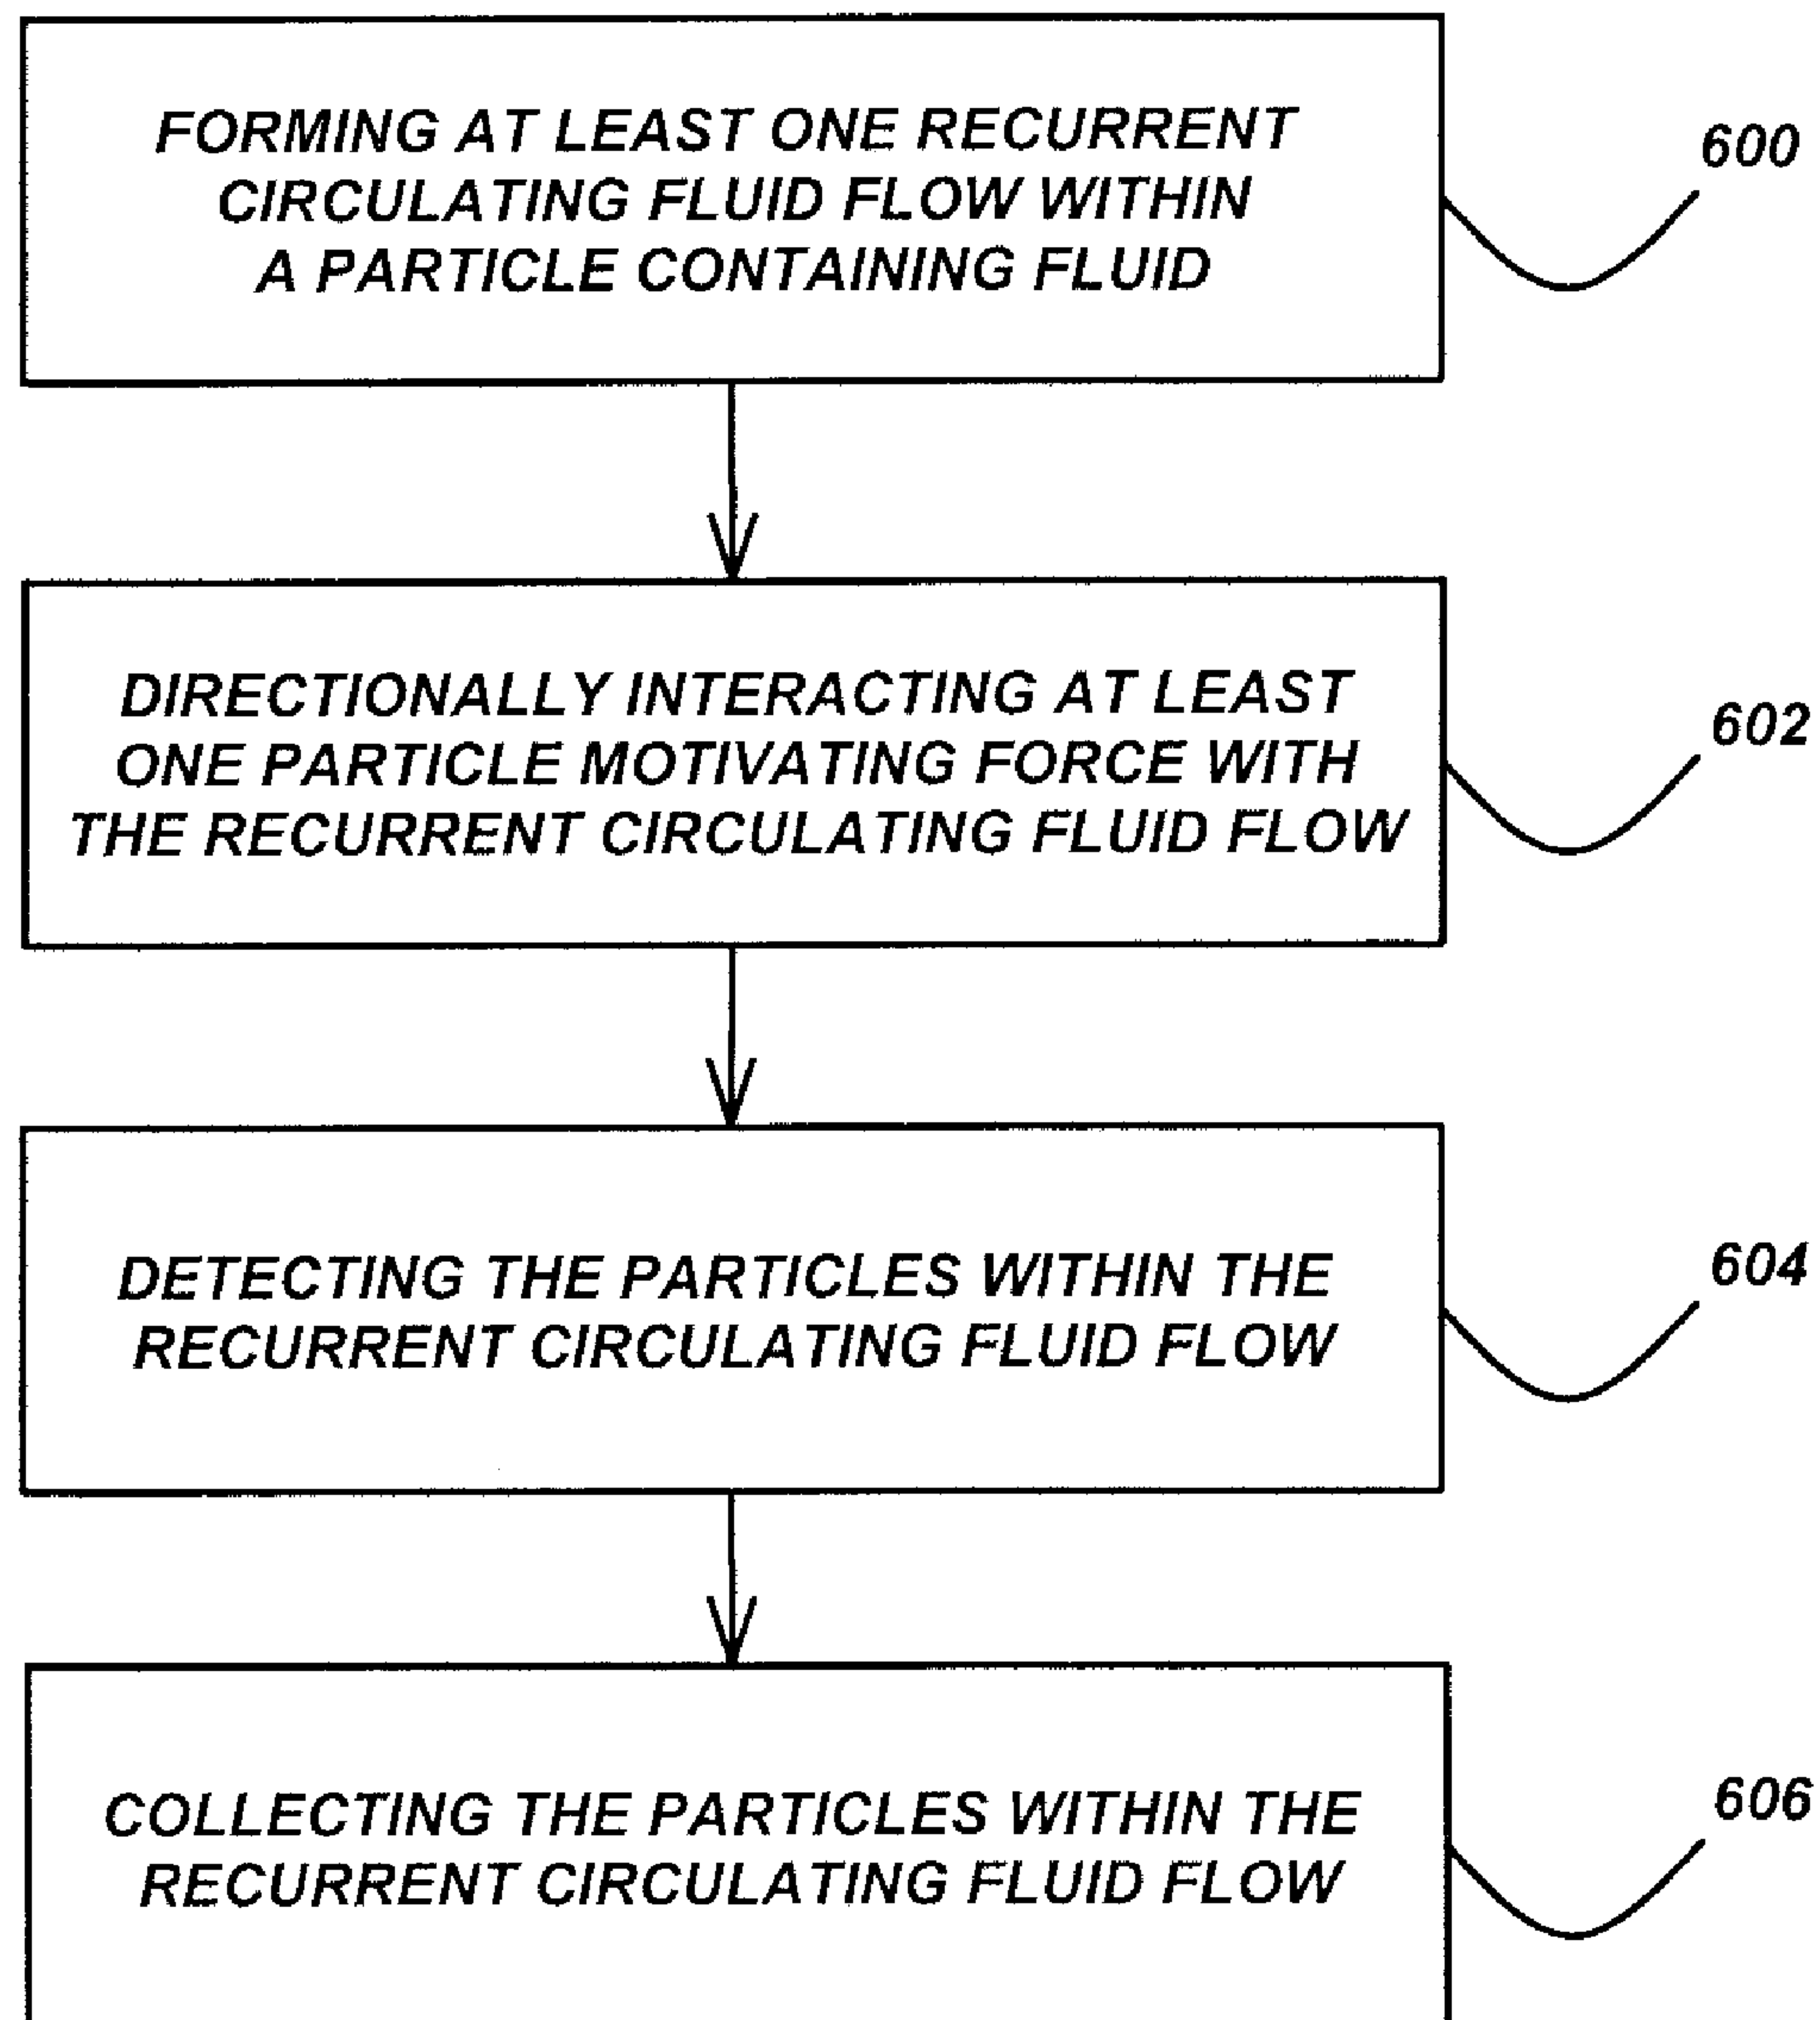 FORMING AT LEAST ONE RECURRENT
CIRCULATING FLUID FLOW WITHIN
A PARTICLE CONTAINING FLUID
600
DIRECTIONALLY INTERACTING AT LEAST
ONE PARTICLE MOTIVATING FORCE WITH
THE RECURRENT CIRCULATING FLUID FLOW
602
DETECTING THE PARTICLES WITHIN THE
RECURRENT CIRCULATING FLUID FLOW
604
COLLECTING THE PARTICLES WITHIN THE
RECURRENT CIRCULATING FLUID FLOW
606